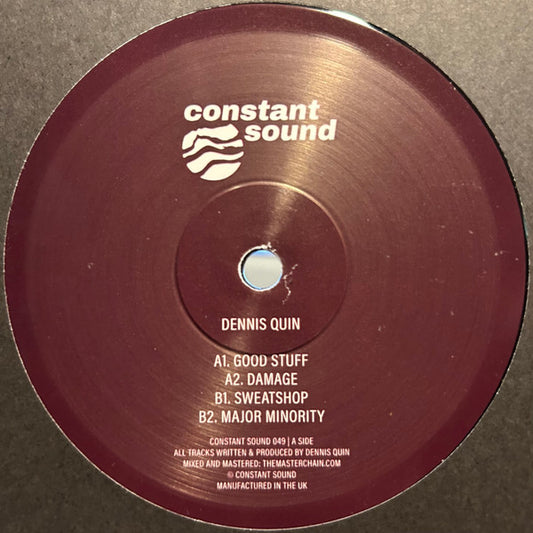 constant
sound
DENNIS QUIN
A1. GOOD STUFF
A2. DAMAGE
B1. SWEATSHOP
B2. MAJOR MINORITY
CONSTANT SOUND 049 | A SIDE
ALL TRACKS WRITTEN & PRODUCED BY DENNIS QUIN
MIXED AND MASTERED: THEMASTERCHAIN.COM
© CONSTANT SOUND
MANUFACTURED IN THE UK